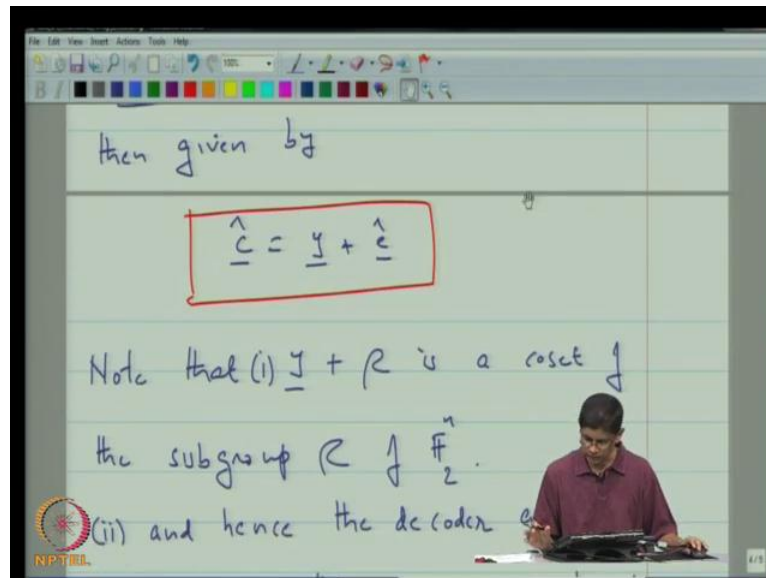 File Edit View Insert Actions Tools Help
then given by
ĉ = y + ê
Note that (i) y + C is a coset of
the subgroup C of F₂ⁿ.
(ii) and hence the decoder
NPTEL